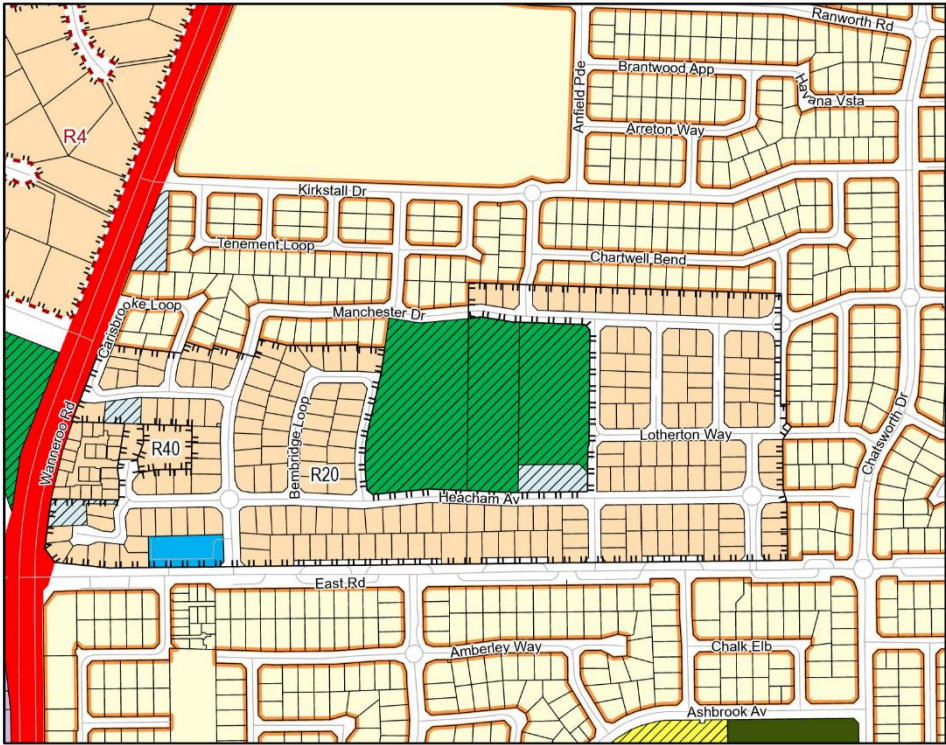 Ranworth Rd
Brantwood App
Havana Vsta
Anfield Pde
Arreton Way
R4
Kirkstall Dr
Tenement Loop
Chartwell Bend
Carisbrooke Loop
Manchester Dr
Chatsworth Dr
Wanneroo Rd
Bembridge Loop
Lotherton Way
R40
R20
Heacham Av
East Rd
Amberley Way
Chalk Elb
Ashbrook Av